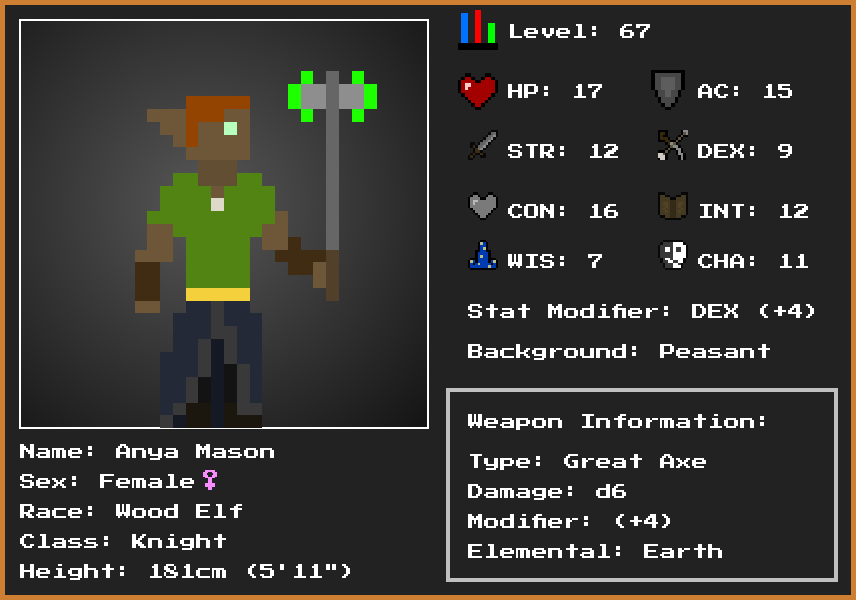 Level: 67
HP: 17 AC: 15
STR: 12 DEX: 9
CON: 16 INT: 12
WIS: 7 CHA: 11
Stat Modifier: DEX (+4)
Background: Peasant
Weapon Information:
Type: Great Axe
Damage: d6
Modifier: (+4)
Elemental: Earth
Name: Anya Mason
Sex: Female♀
Race: Wood Elf
Class: Knight
Height: 181cm (5'11")